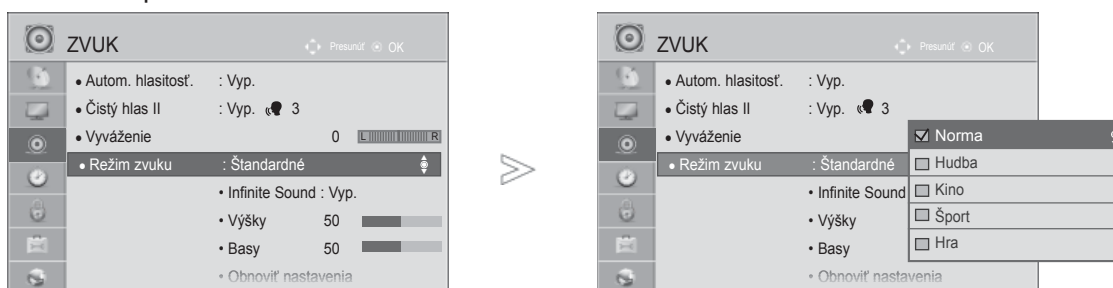 ZVUK
Presunúť OK
Autom. hlasitosť. : Vyp.
Čistý hlas II : Vyp. 3
Vyváženie 0 L R
Režim zvuku : Štandardné
Infinite Sound : Vyp.
Výšky 50
Basy 50
Obnoviť nastavenia
ZVUK
Presunúť OK
Autom. hlasitosť. : Vyp.
Čistý hlas II : Vyp. 3
Vyváženie
Režim zvuku : Štandardné
Infinite Sound
Výšky
Basy
Obnoviť nastavenia
Norma
Hudba
Kino
Šport
Hra